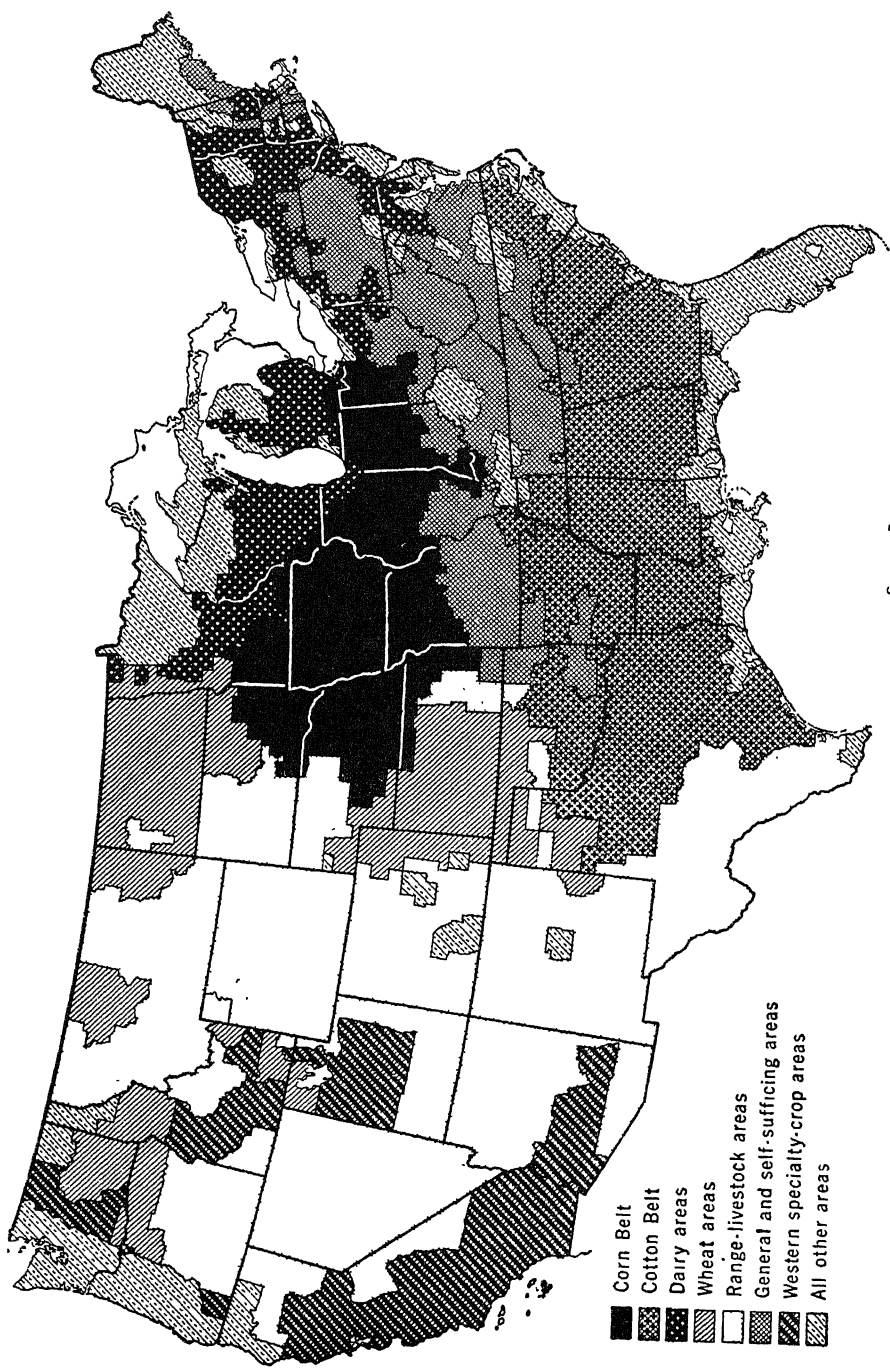 Corn Belt
Cotton Belt
Dairy areas
Wheat areas
Range-livestock areas
General and self-sufficing areas
Western specialty-crop areas
All other areas